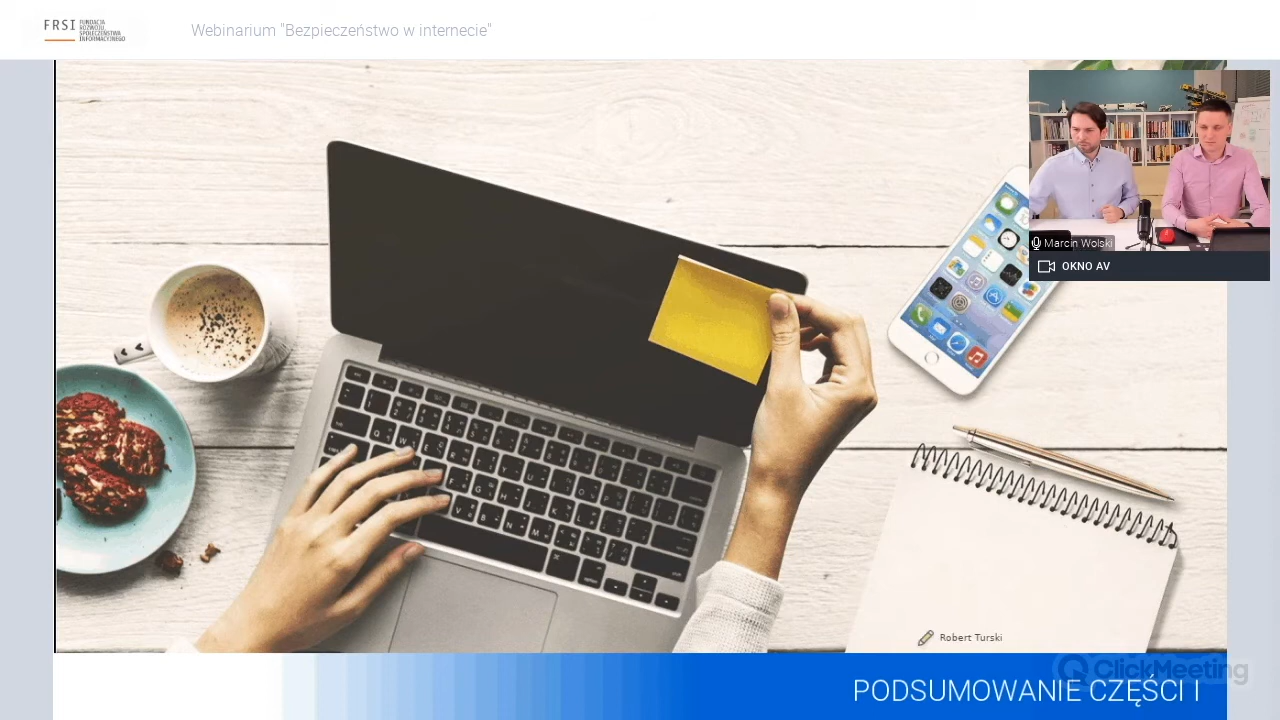 FRSI
FUNDACJA
ROZWOJU
SPOŁECZEŃSTWA
INFORMACYJNEGO
Webinarium "Bezpieczeństwo w internecie"
Marcin Wolski
OKNO AV
Robert Turski
ClickMeeting
PODSUMOWANIE CZĘŚCI I